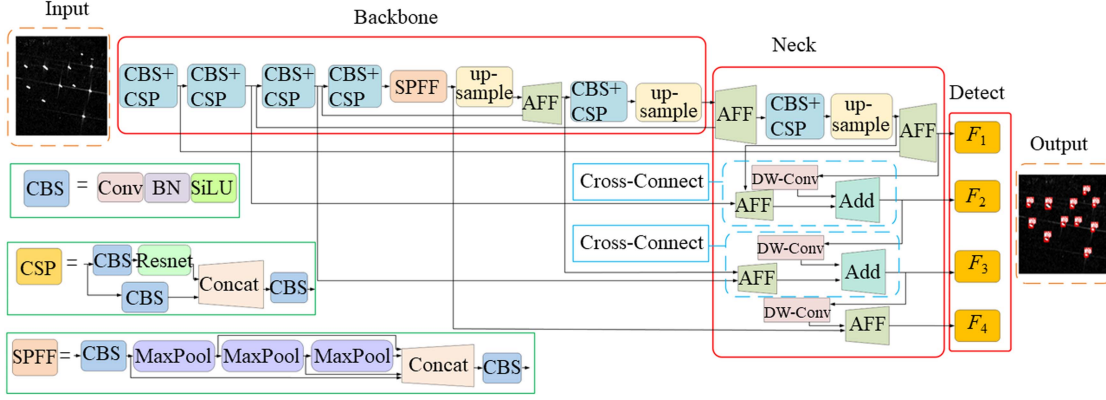 Input
Backbone
Neck
Detect
Output
CBS+
CSP
CBS+
CSP
CBS+
CSP
CBS+
CSP
SPFF
up-
sample
AFF
CBS+
CSP
up-
sample
AFF
CBS+
CSP
up-
sample
AFF
F1
CBS = Conv BN SiLU
Cross-Connect
DW-Conv
AFF
Add
F2
Cross-Connect
DW-Conv
AFF
Add
F3
CSP = CBS Resnet
CBS
Concat
CBS
DW-Conv
AFF
F4
SPFF = CBS MaxPool MaxPool MaxPool
Concat
CBS